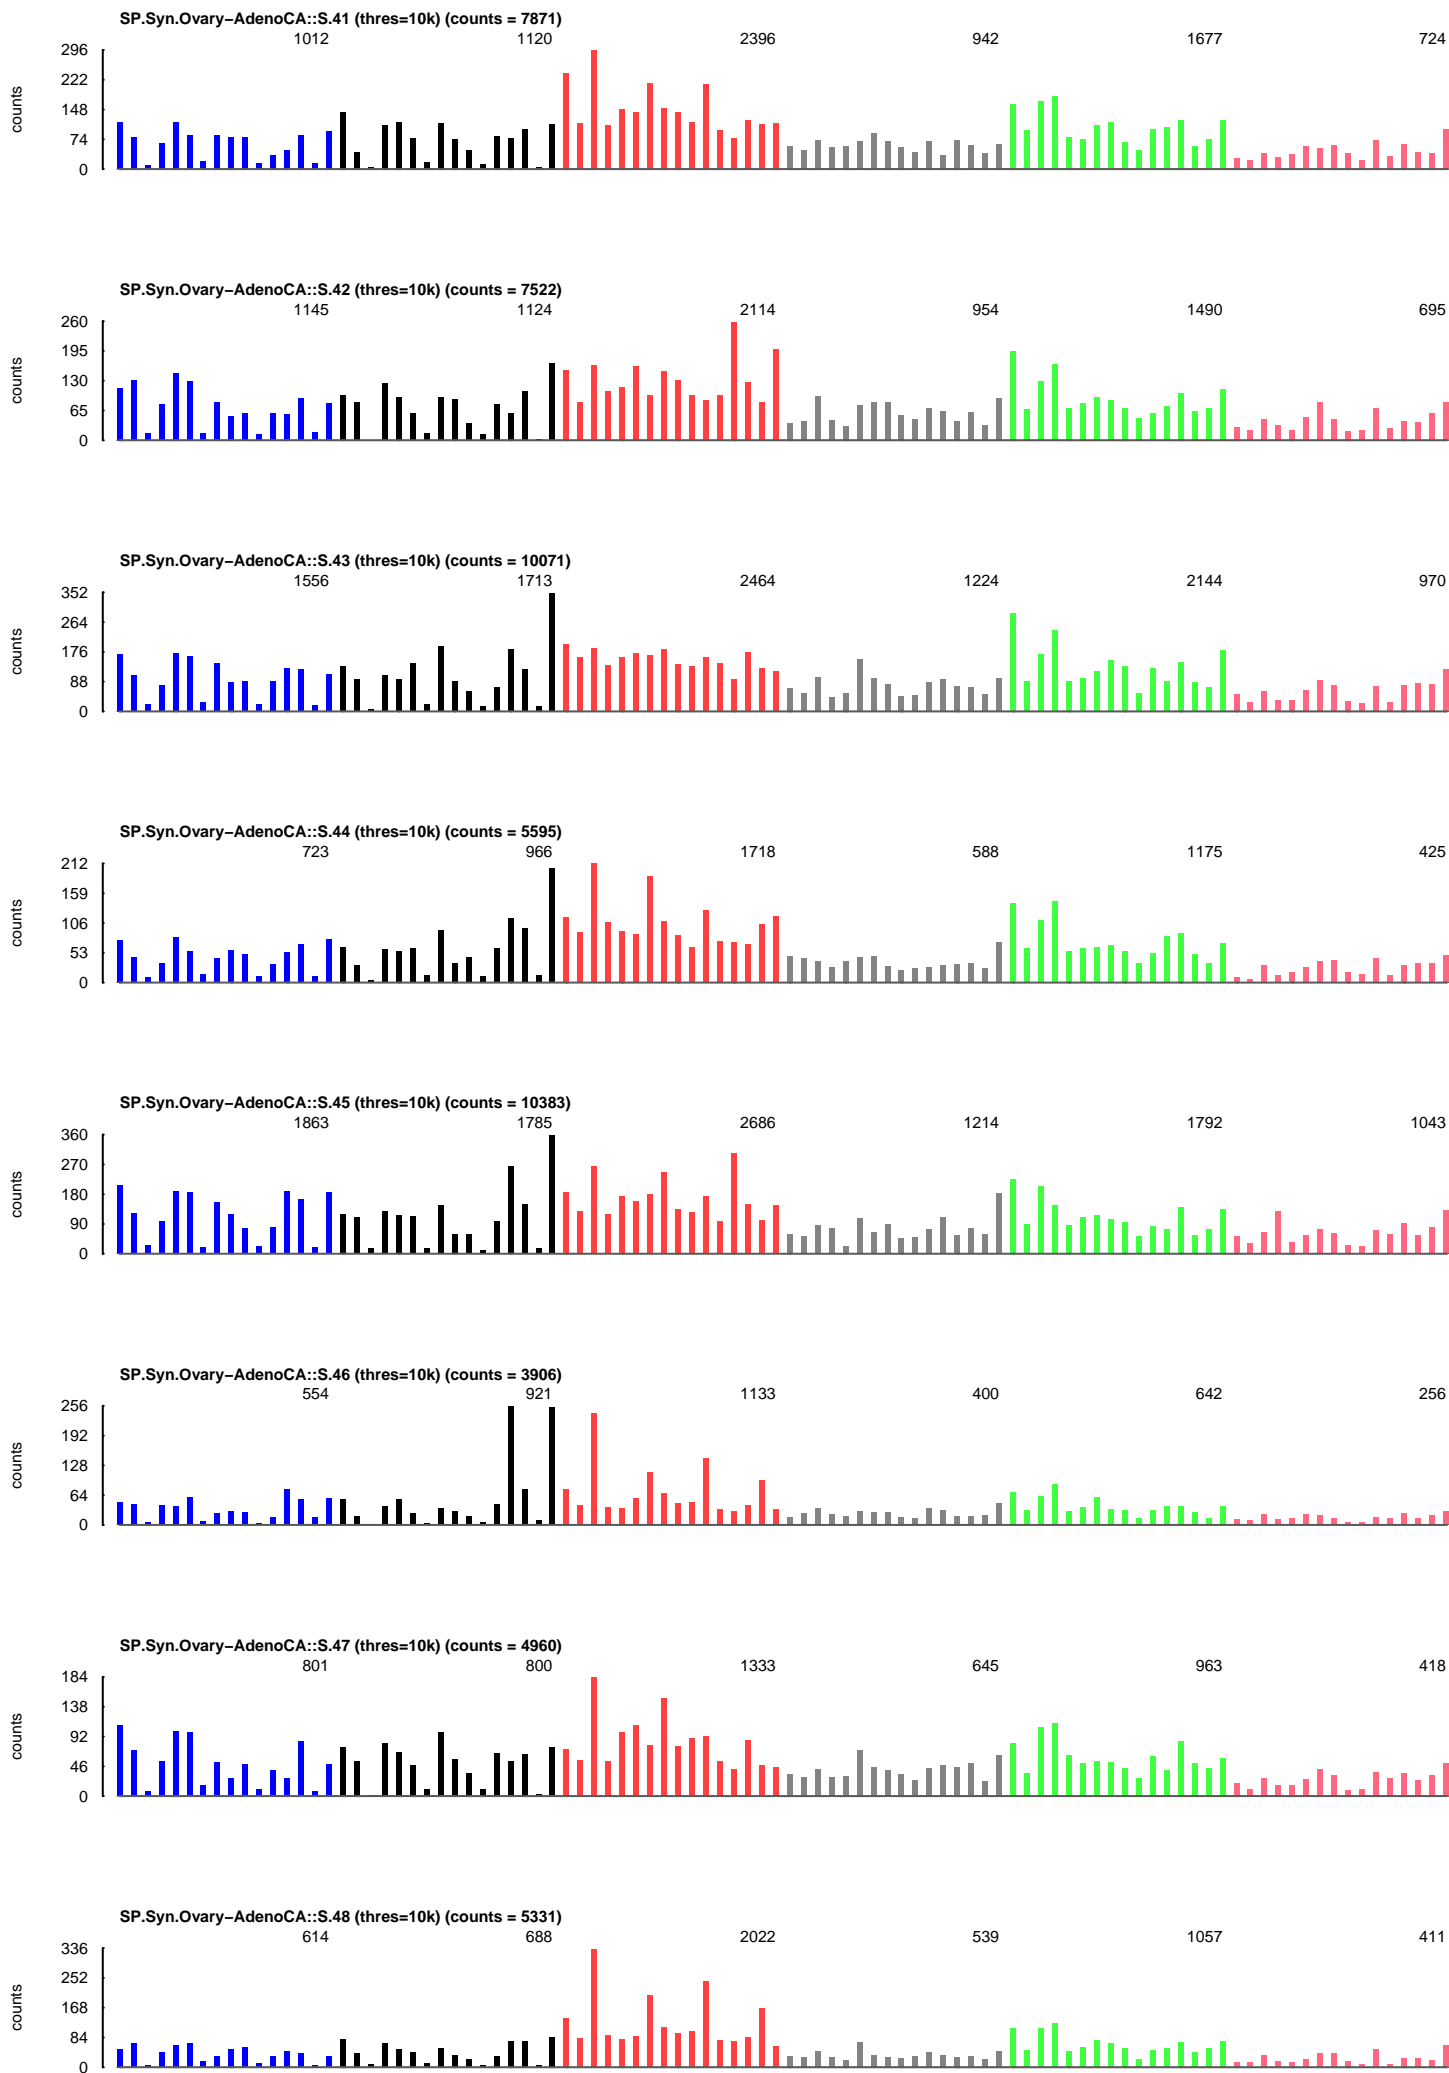 SP.Syn.Ovary−AdenoCA::S.41 (thres=10k) (counts = 7871)
1012 1120 2396 942 1677 724
296
222
148
74
0
counts
SP.Syn.Ovary−AdenoCA::S.42 (thres=10k) (counts = 7522)
1145 1124 2114 954 1490 695
260
195
130
65
0
counts
SP.Syn.Ovary−AdenoCA::S.43 (thres=10k) (counts = 10071)
1556 1713 2464 1224 2144 970
352
264
176
88
0
counts
SP.Syn.Ovary−AdenoCA::S.44 (thres=10k) (counts = 5595)
723 966 1718 588 1175 425
212
159
106
53
0
counts
SP.Syn.Ovary−AdenoCA::S.45 (thres=10k) (counts = 10383)
1863 1785 2686 1214 1792 1043
360
270
180
90
0
counts
SP.Syn.Ovary−AdenoCA::S.46 (thres=10k) (counts = 3906)
554 921 1133 400 642 256
256
192
128
64
0
counts
SP.Syn.Ovary−AdenoCA::S.47 (thres=10k) (counts = 4960)
801 800 1333 645 963 418
184
138
92
46
0
counts
SP.Syn.Ovary−AdenoCA::S.48 (thres=10k) (counts = 5331)
614 688 2022 539 1057 411
336
252
168
84
0
counts